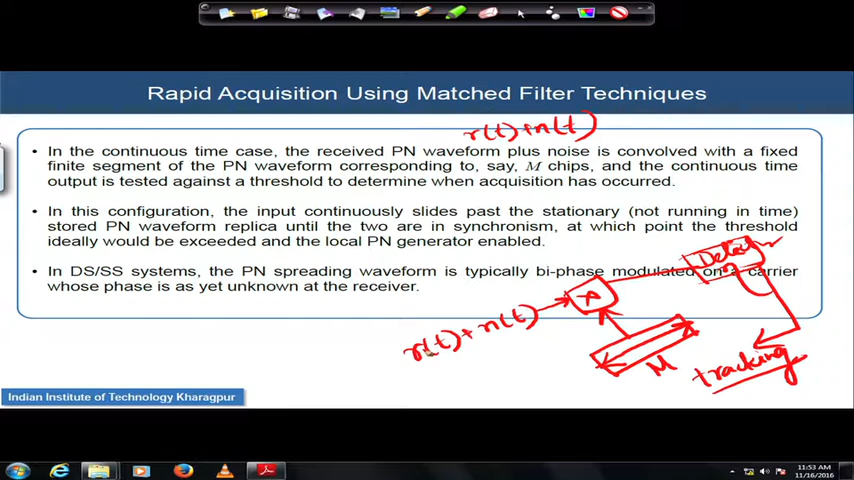 Rapid Acquisition Using Matched Filter Techniques
r(t)+n(t)
• In the continuous time case, the received PN waveform plus noise is convolved with a fixed
finite segment of the PN waveform corresponding to, say, M chips, and the continuous time
output is tested against a threshold to determine when acquisition has occurred.
• In this configuration, the input continuously slides past the stationary (not running in time)
stored PN waveform replica until the two are in synchronism, at which point the threshold
ideally would be exceeded and the local PN generator enabled.
• In DS/SS systems, the PN spreading waveform is typically bi-phase modulated on a carrier
whose phase is as yet unknown at the receiver.
r(t)+n(t)
M
tracking
Indian Institute of Technology Kharagpur
11:53 AM
11/16/2016